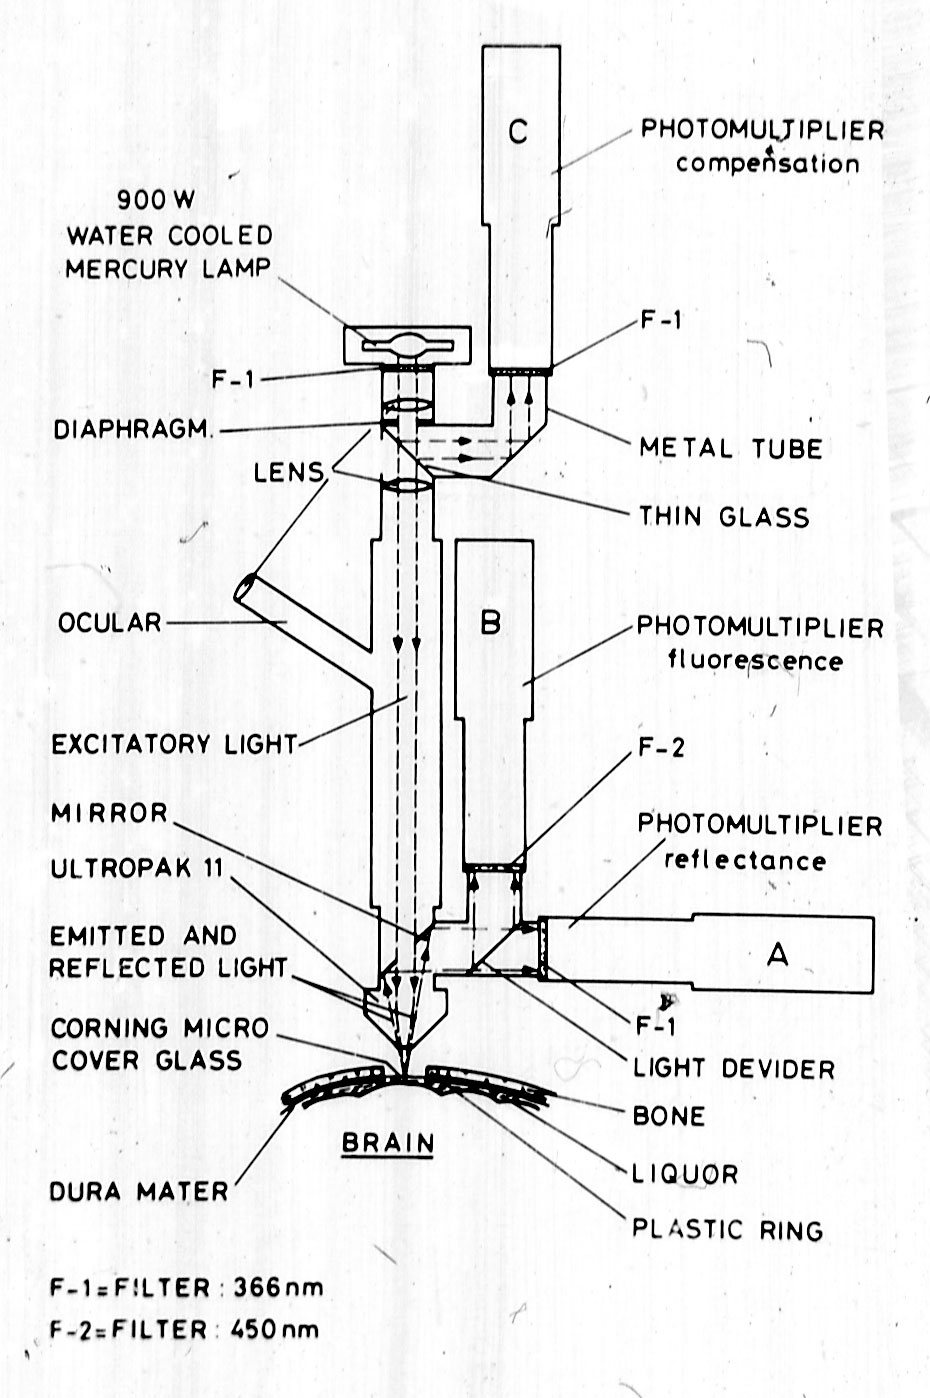 C
PHOTOMULTIPLIER
compensation
900 W
WATER COOLED
MERCURY LAMP
F-1
F-1
DIAPHRAGM.
METAL TUBE
LENS
THIN GLASS
OCULAR
B
PHOTOMULTIPLIER
fluorescence
EXCITATORY LIGHT
F-2
MIRROR
PHOTOMULTIPLIER
reflectance
ULTROPAK 11
EMITTED AND
REFLECTED LIGHT
A
CORNING MICRO
COVER GLASS
F-1
LIGHT DEVIDER
BONE
BRAIN
LIQUOR
DURA MATER
PLASTIC RING
F-1=FILTER : 366nm
F-2=FILTER : 450nm